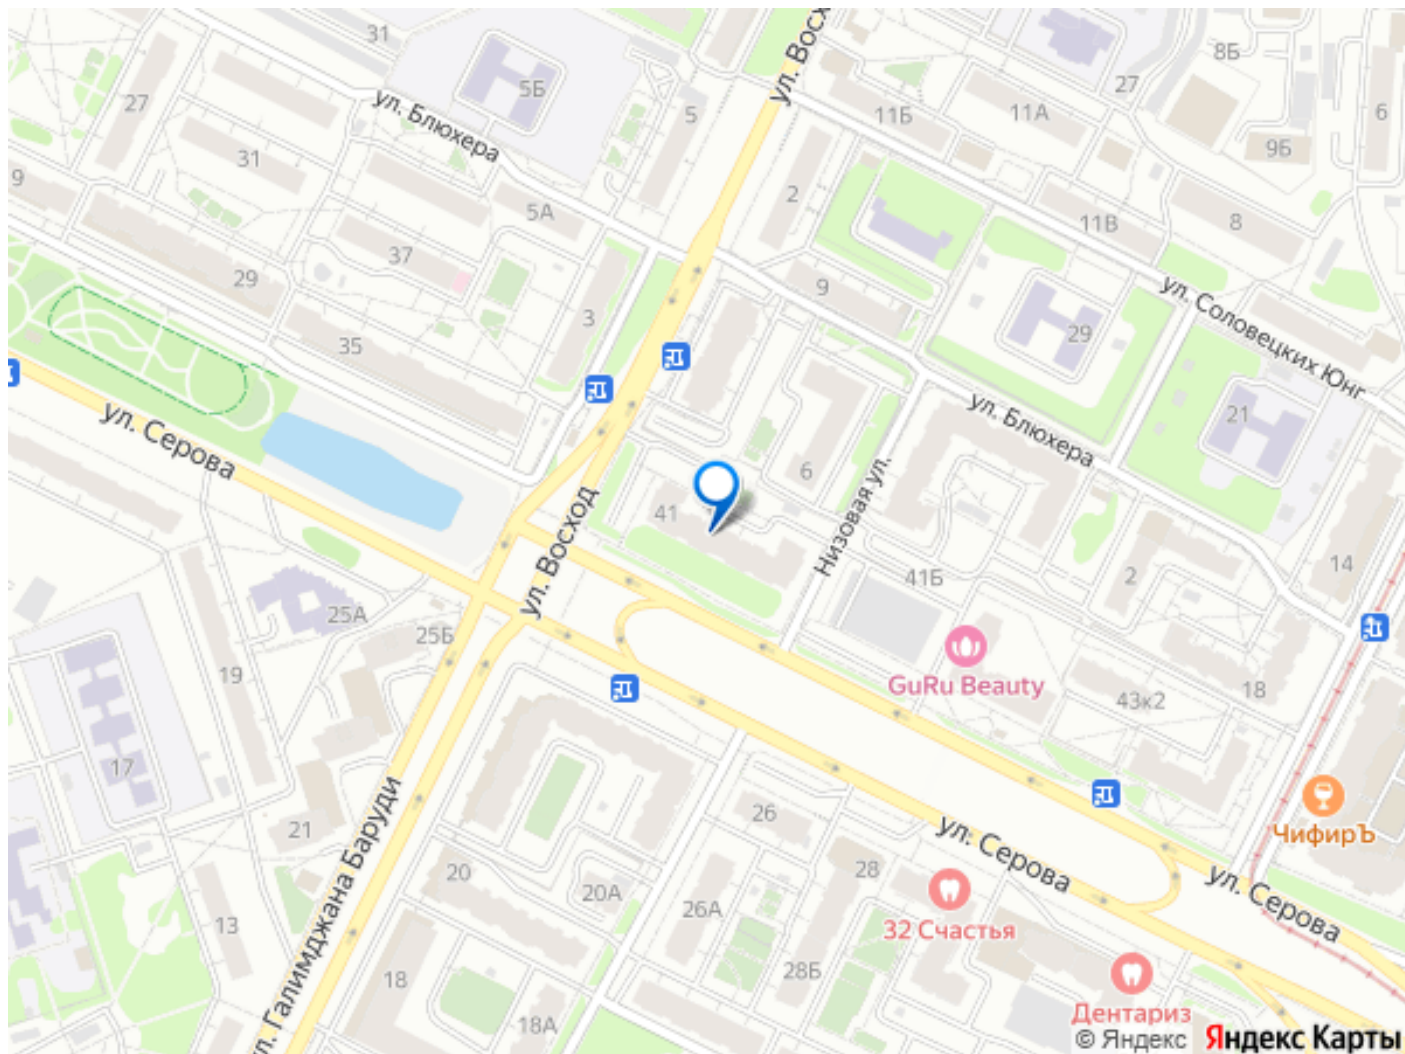 31
ул. Восх
8Б
5Б
27
27
ул. Блюхера
5
11Б
11А
6
31
9Б
9
5А
2
11В
8
37
29
9
ул. Соловецких Юнг
3
35
29
ул. Блюхера
21
ул. Серова
6
41
Низовая ул.
ул. Восход
14
41Б
2
25А
25Б
19
GuRu Beauty
18
43к2
17
ЧифирЪ
26
21
ул. Серова
ул. Серова
ул. Галимджана Баруди
20
28
20А
26А
32 Счастья
13
28Б
18
18А
Дентариз
© Яндекс Яндекс Карты